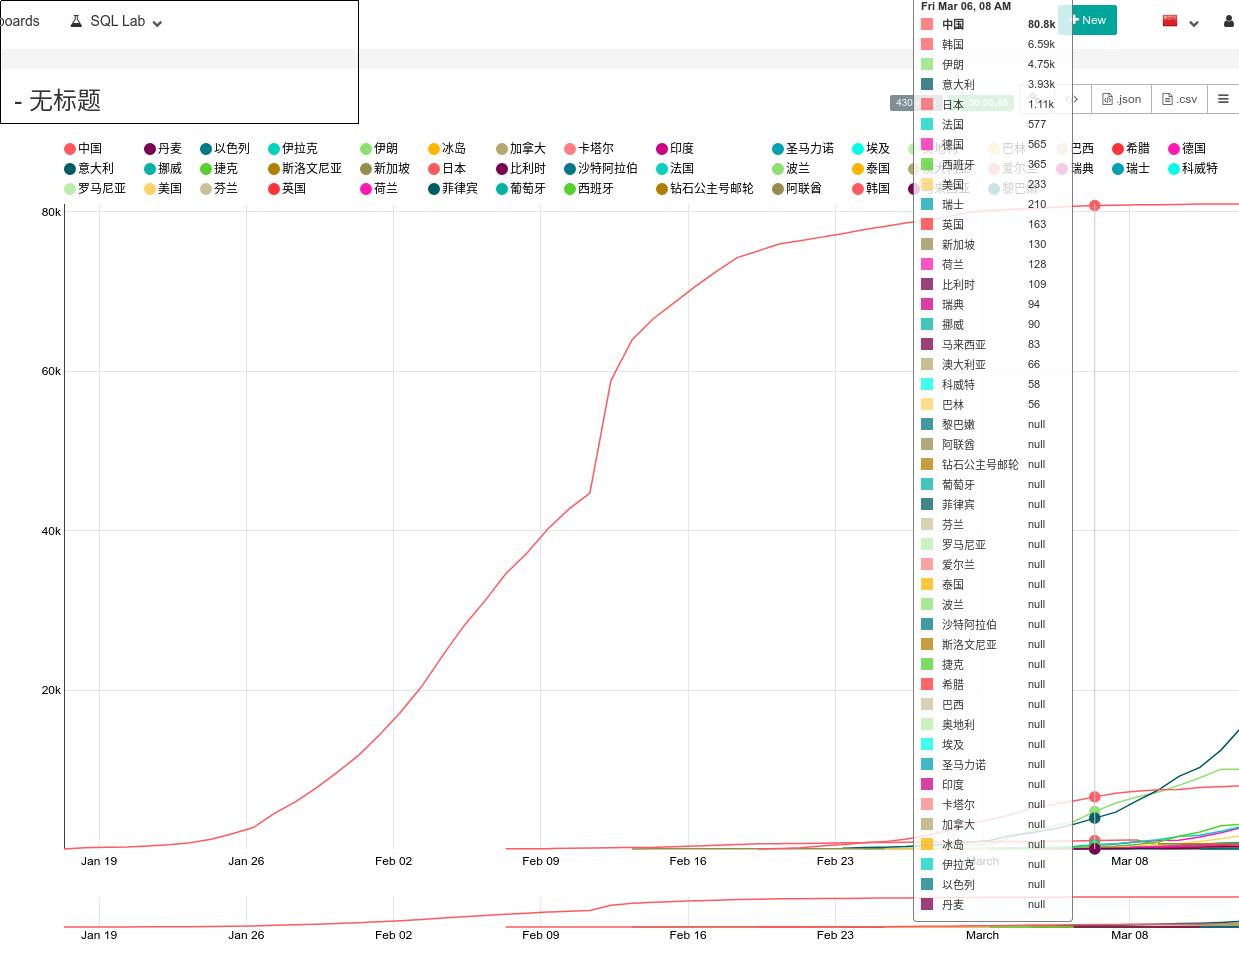 boards SQL Lab New
- 无标题
.json .csv
中国 丹麦 以色列 伊拉克 伊朗 冰岛 加拿大 卡塔尔 印度 圣马力诺 埃及 巴林 巴西 希腊 德国
意大利 挪威 捷克 斯洛文尼亚 新加坡 日本 比利时 沙特阿拉伯 法国 波兰 泰国 爱尔兰 瑞典 瑞士 科威特
罗马尼亚 美国 芬兰 英国 荷兰 菲律宾 葡萄牙 西班牙 钻石公主号邮轮 阿联酋 韩国 马来西亚 黎巴嫩
Fri Mar 06, 08 AM
中国 80.8k
韩国 6.59k
伊朗 4.75k
意大利 3.93k
日本 1.11k
法国 577
德国 565
西班牙 365
美国 233
瑞士 210
英国 163
新加坡 130
荷兰 128
比利时 109
瑞典 94
挪威 90
马来西亚 83
澳大利亚 66
科威特 58
巴林 56
黎巴嫩 null
阿联酋 null
钻石公主号邮轮 null
葡萄牙 null
菲律宾 null
芬兰 null
罗马尼亚 null
爱尔兰 null
泰国 null
波兰 null
沙特阿拉伯 null
斯洛文尼亚 null
捷克 null
希腊 null
巴西 null
奥地利 null
埃及 null
圣马力诺 null
印度 null
卡塔尔 null
加拿大 null
冰岛 null
伊拉克 null
以色列 null
丹麦 null
80k
60k
40k
20k
Jan 19 Jan 26 Feb 02 Feb 09 Feb 16 Feb 23 March Mar 08
Jan 19 Jan 26 Feb 02 Feb 09 Feb 16 Feb 23 March Mar 08